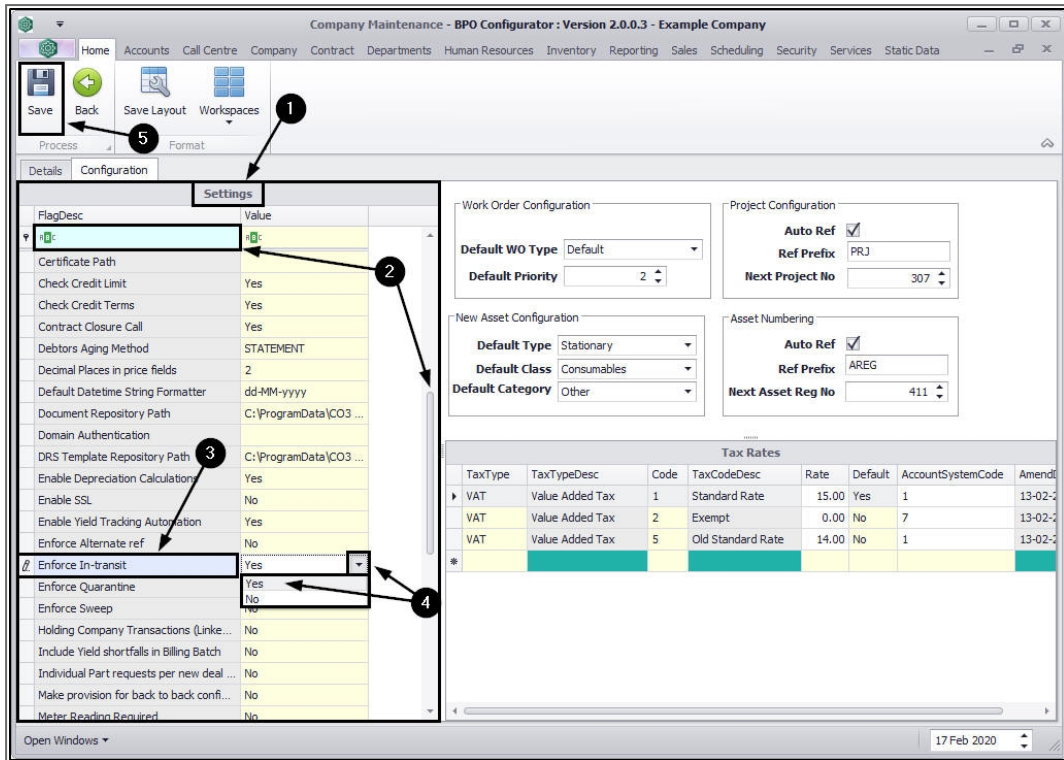 Company Maintenance - BPO Configurator : Version 2.0.0.3 - Example Company
Home Accounts Call Centre Company Contract Departments Human Resources Inventory Reporting Sales Scheduling Security Services Static Data
Save Back Save Layout Workspaces
1
5
Process Format
Details Configuration
Settings
FlagDesc Value
2
Certificate Path
Check Credit Limit Yes
Check Credit Terms Yes
Contract Closure Call Yes
Debtors Aging Method STATEMENT
Decimal Places in price fields 2
Default Datetime String Formatter dd-MM-yyyy
Document Repository Path C:\ProgramData\CO3 ...
Domain Authentication
DRS Template Repository Path C:\ProgramData\CO3 ...
3
Enable Depreciation Calculations Yes
Enable SSL No
Enable Yield Tracking Automation Yes
Enforce Alternate ref No
Enforce In-transit Yes
Enforce Quarantine Yes
No
4
Enforce Sweep No
Holding Company Transactions (Linke... No
Include Yield shortfalls in Billing Batch No
Individual Part requests per new deal ... No
Make provision for back to back confi... No
Meter Reading Required No
Work Order Configuration
Default WO Type Default
Default Priority 2
Project Configuration
Auto Ref
Ref Prefix PRJ
Next Project No 307
New Asset Configuration
Default Type Stationary
Default Class Consumables
Default Category Other
Asset Numbering
Auto Ref
Ref Prefix AREG
Next Asset Reg No 411
Tax Rates
TaxType TaxTypeDesc Code TaxCodeDesc Rate Default AccountSystemCode AmendD
VAT Value Added Tax 1 Standard Rate 15.00 Yes 1 13-02-2
VAT Value Added Tax 2 Exempt 0.00 No 7 13-02-2
VAT Value Added Tax 5 Old Standard Rate 14.00 No 1 13-02-2
Open Windows 17 Feb 2020